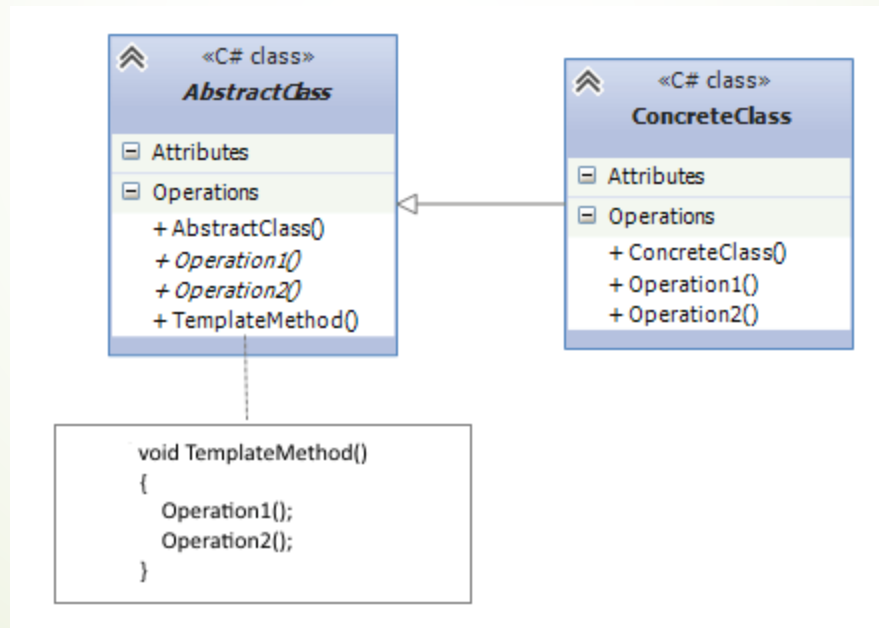 «C# class»
AbstractClass
Attributes
Operations
+ AbstractClass()
+ Operation1()
+ Operation2()
+ TemplateMethod()
«C# class»
ConcreteClass
Attributes
Operations
+ ConcreteClass()
+ Operation1()
+ Operation2()
void TemplateMethod()
{
Operation1();
Operation2();
}